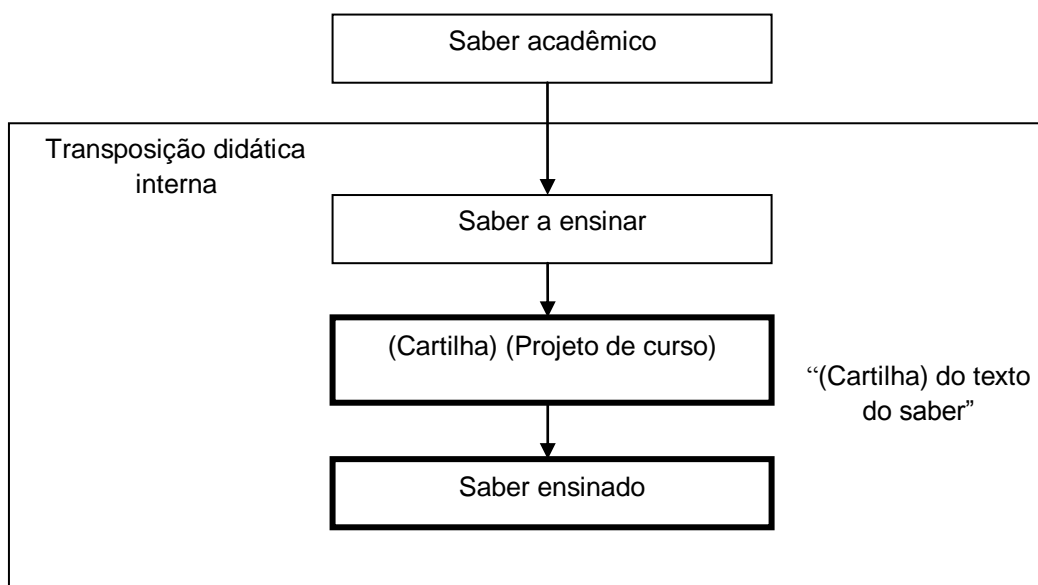 Saber acadêmico
Transposição didática
interna
Saber a ensinar
(Cartilha) (Projeto de curso)
“(Cartilha) do texto
do saber”
Saber ensinado